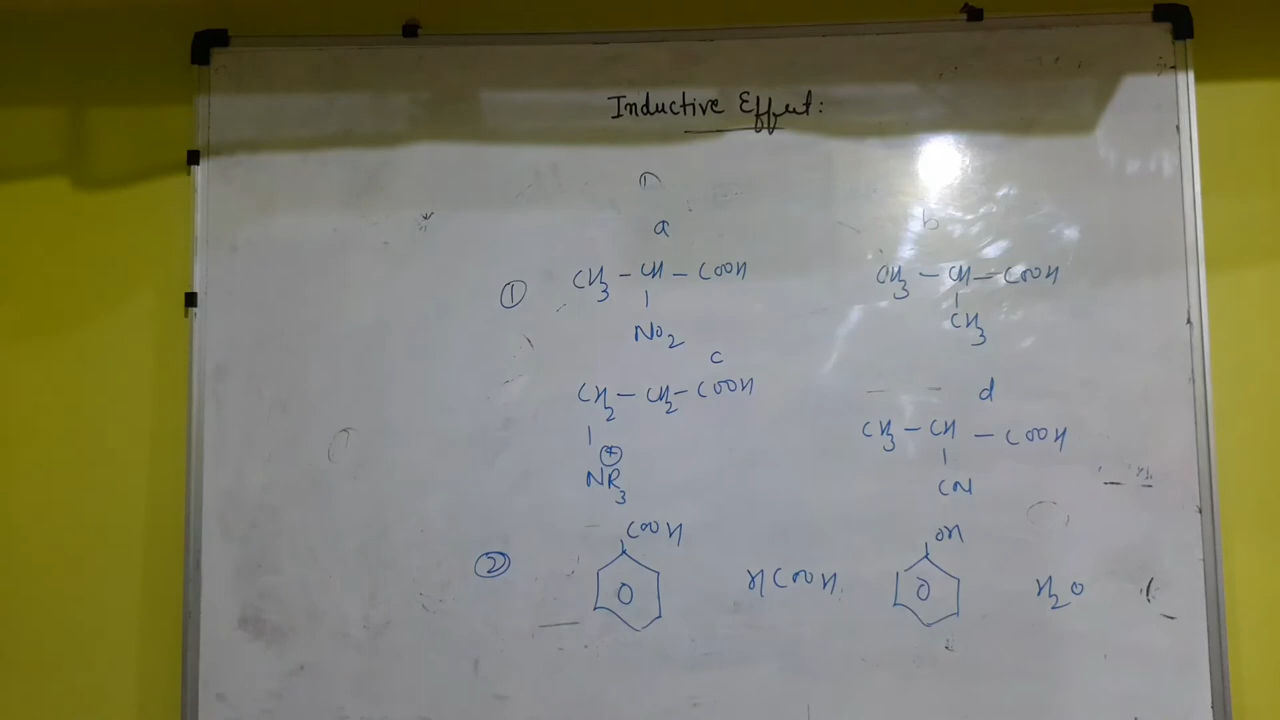 Inductive Effect:
a
b
① CH3 - CH - COOH
NO2
CH3 - CH - COOH
CH3
c
CH2 - CH2 - COOH
⊕
NR3
d
CH3 - CH - COOH
CN
② COOH
HCOOH
OH
H2O